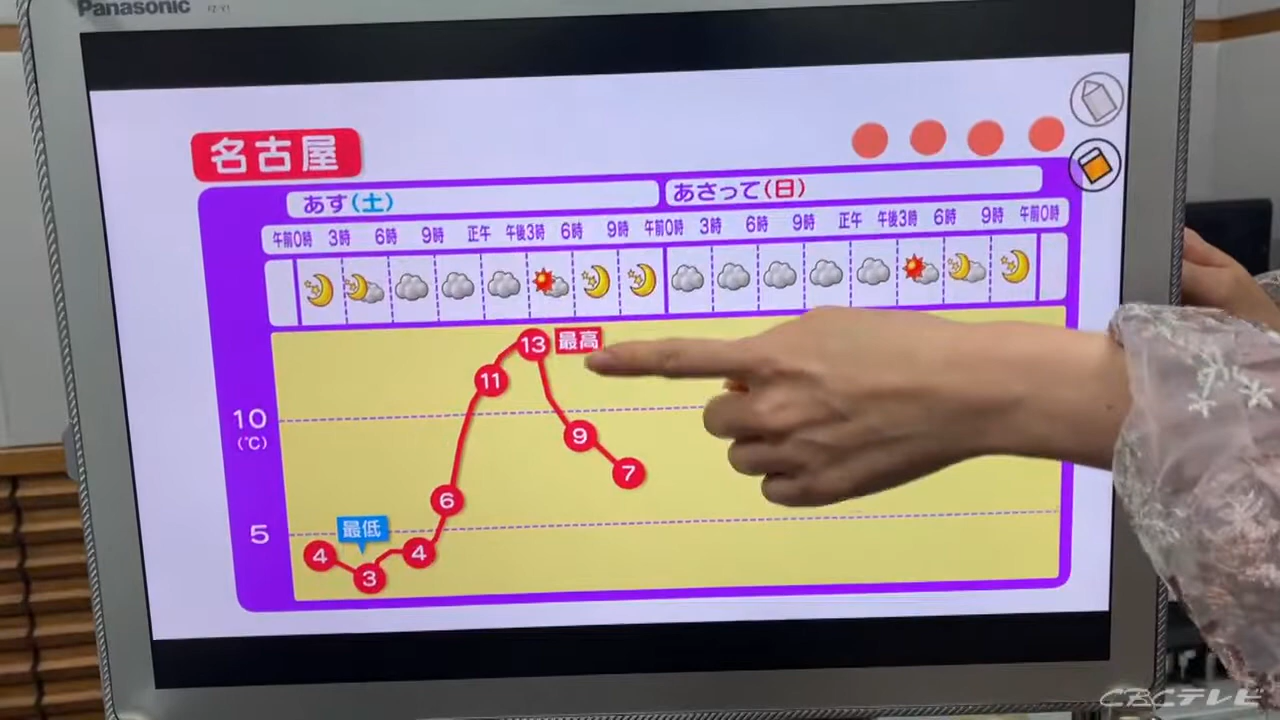 Panasonic
名古屋
あす(土) あさって(日)
午前0時 3時 6時 9時 正午 午後3時 6時 9時 午前0時 3時 6時 9時 正午 午後3時 6時 9時 午前0時
13 最高
11
10
(℃)
9
7
6
最低
5
4
4
3
CBCテレビ